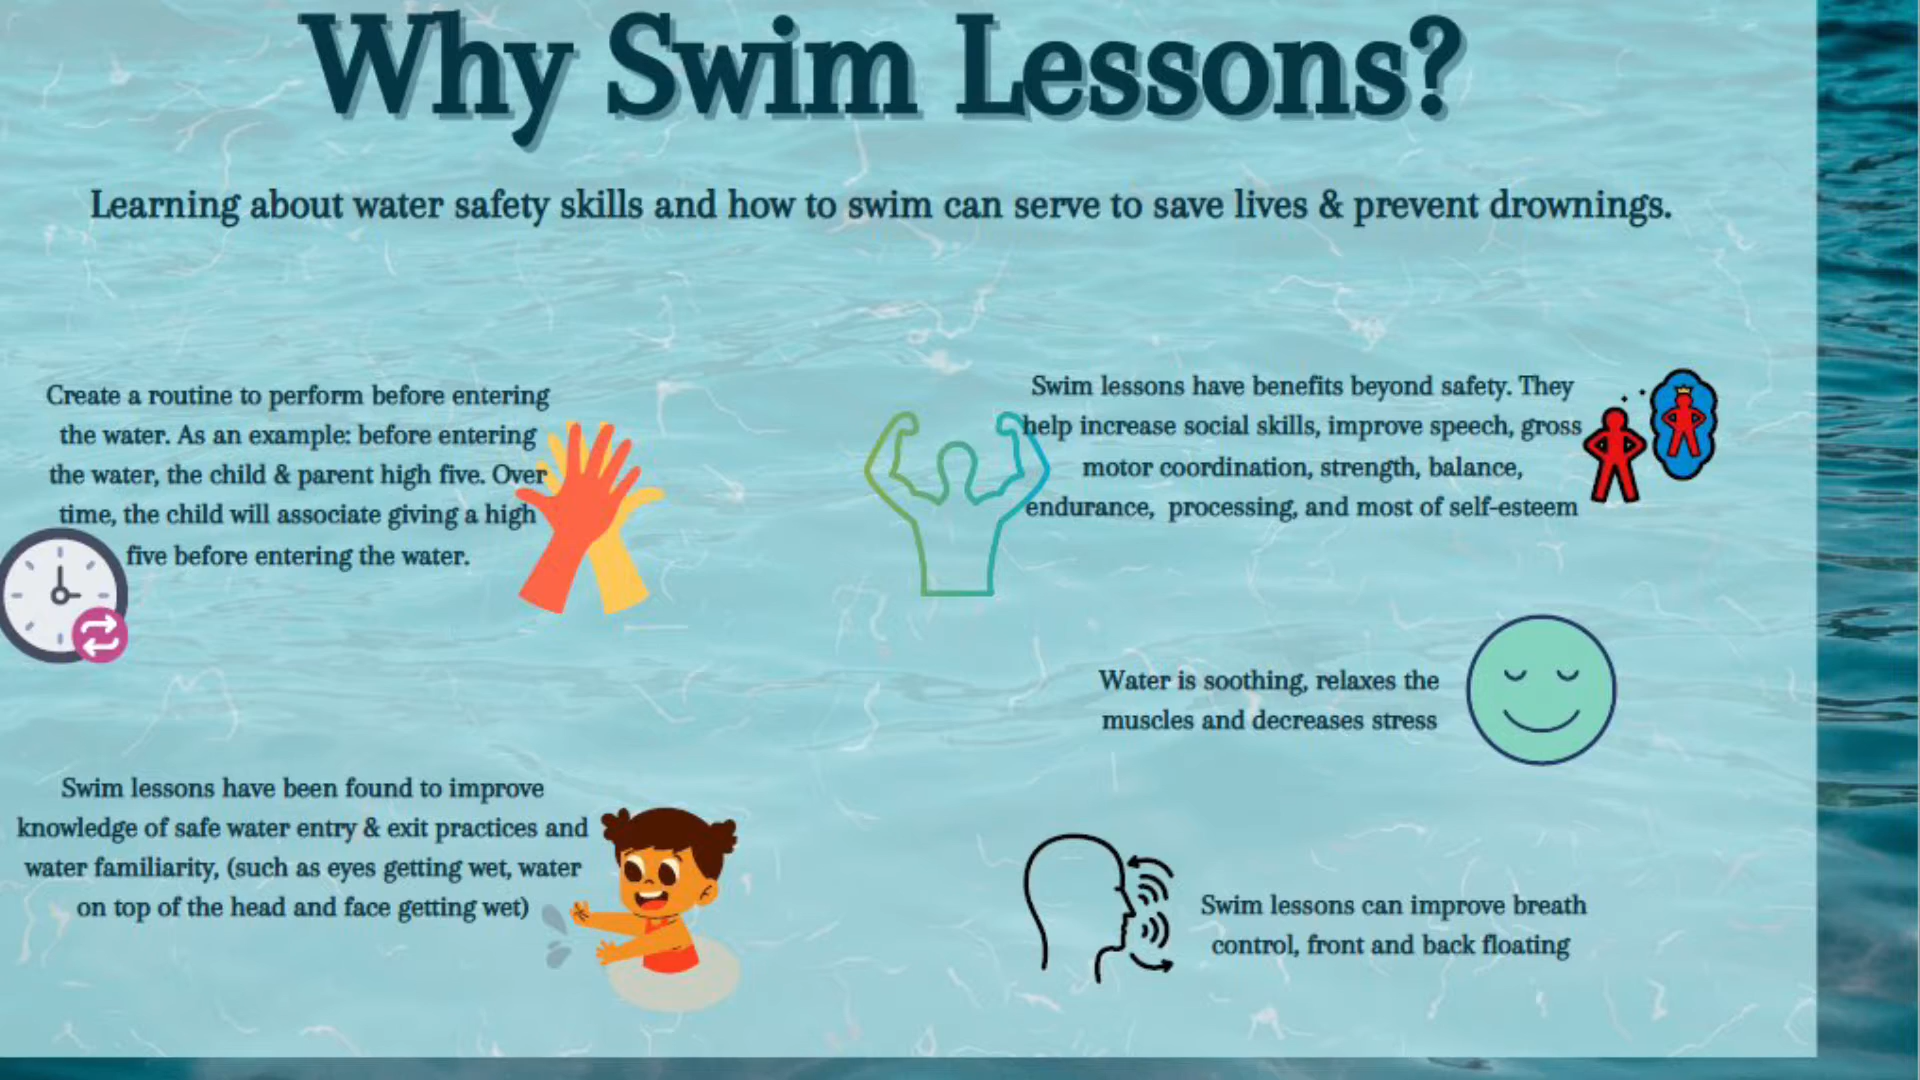 Why Swim Lessons?
Learning about water safety skills and how to swim can serve to save lives & prevent drownings.
Create a routine to perform before entering
the water. As an example: before entering
the water, the child & parent high five. Over
time, the child will associate giving a high
five before entering the water.
Swim lessons have been found to improve
knowledge of safe water entry & exit practices and
water familiarity, (such as eyes getting wet, water
on top of the head and face getting wet)
Swim lessons have benefits beyond safety. They
help increase social skills, improve speech, gross
motor coordination, strength, balance,
endurance, processing, and most of self-esteem
Water is soothing, relaxes the
muscles and decreases stress
Swim lessons can improve breath
control, front and back floating